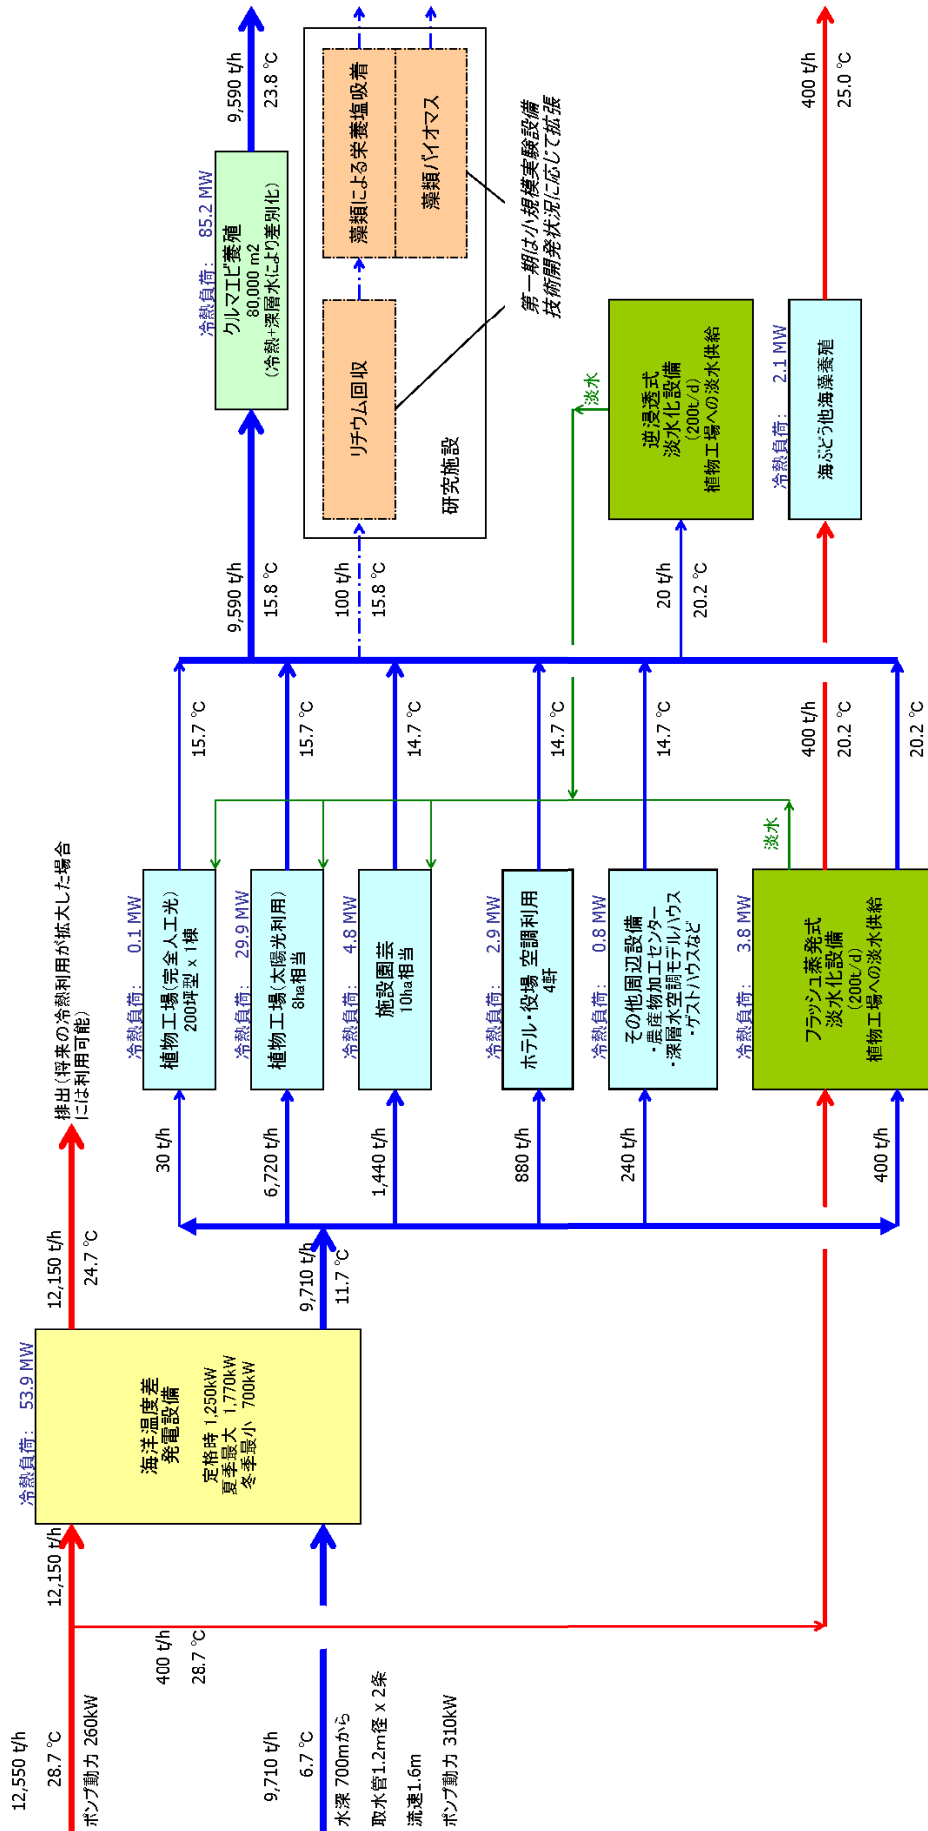 12,550 t/h
28.7 ℃
ポンプ動力 260kW
9,710 t/h
6.7 ℃
水深 700mから
取水管1.2m径 x 2条
流速1.6m
ポンプ動力 310kW
12,150 t/h
400 t/h
28.7 ℃
冷熱負荷: 53.9 MW
海洋温度差
発電設備
定格時 1,250kW
夏季最大 1,770kW
冬季最小 700kW
12,150 t/h
24.7 ℃
排出(将来の冷熱利用が拡大した場合
には利用可能)
9,710 t/h
11.7 ℃
30 t/h
冷熱負荷: 0.1 MW
植物工場(完全人工光)
200坪型 x 1棟
15.7 ℃
6,720 t/h
冷熱負荷: 29.9 MW
植物工場(太陽光利用)
8ha相当
15.7 ℃
1,440 t/h
冷熱負荷: 4.8 MW
施設園芸
10ha相当
14.7 ℃
880 t/h
冷熱負荷: 2.9 MW
ホテル・役場 空調利用
4軒
14.7 ℃
240 t/h
冷熱負荷: 0.8 MW
その他周辺設備
・農産物加工センター
・深層水空調モデルハウス
・ゲストハウスなど
14.7 ℃
400 t/h
冷熱負荷: 3.8 MW
フラッシュ蒸発式
淡水化設備
(200t/d)
植物工場への淡水供給
淡水
400 t/h
20.2 ℃
20.2 ℃
9,590 t/h
15.8 ℃
冷熱負荷: 85.2 MW
クルマエビ養殖
80,000 m2
(冷熱+深層水により差別化)
9,590 t/h
23.8 ℃
100 t/h
15.8 ℃
リチウム回収
藻類による栄養塩吸着
藻類バイオマス
研究施設
第一期は小規模実験設備
技術開発状況に応じて拡張
20 t/h
20.2 ℃
淡水
逆浸透式
淡水化設備
(200t/d)
植物工場への淡水供給
冷熱負荷: 2.1 MW
海ぶどう他海藻養殖
400 t/h
25.0 ℃